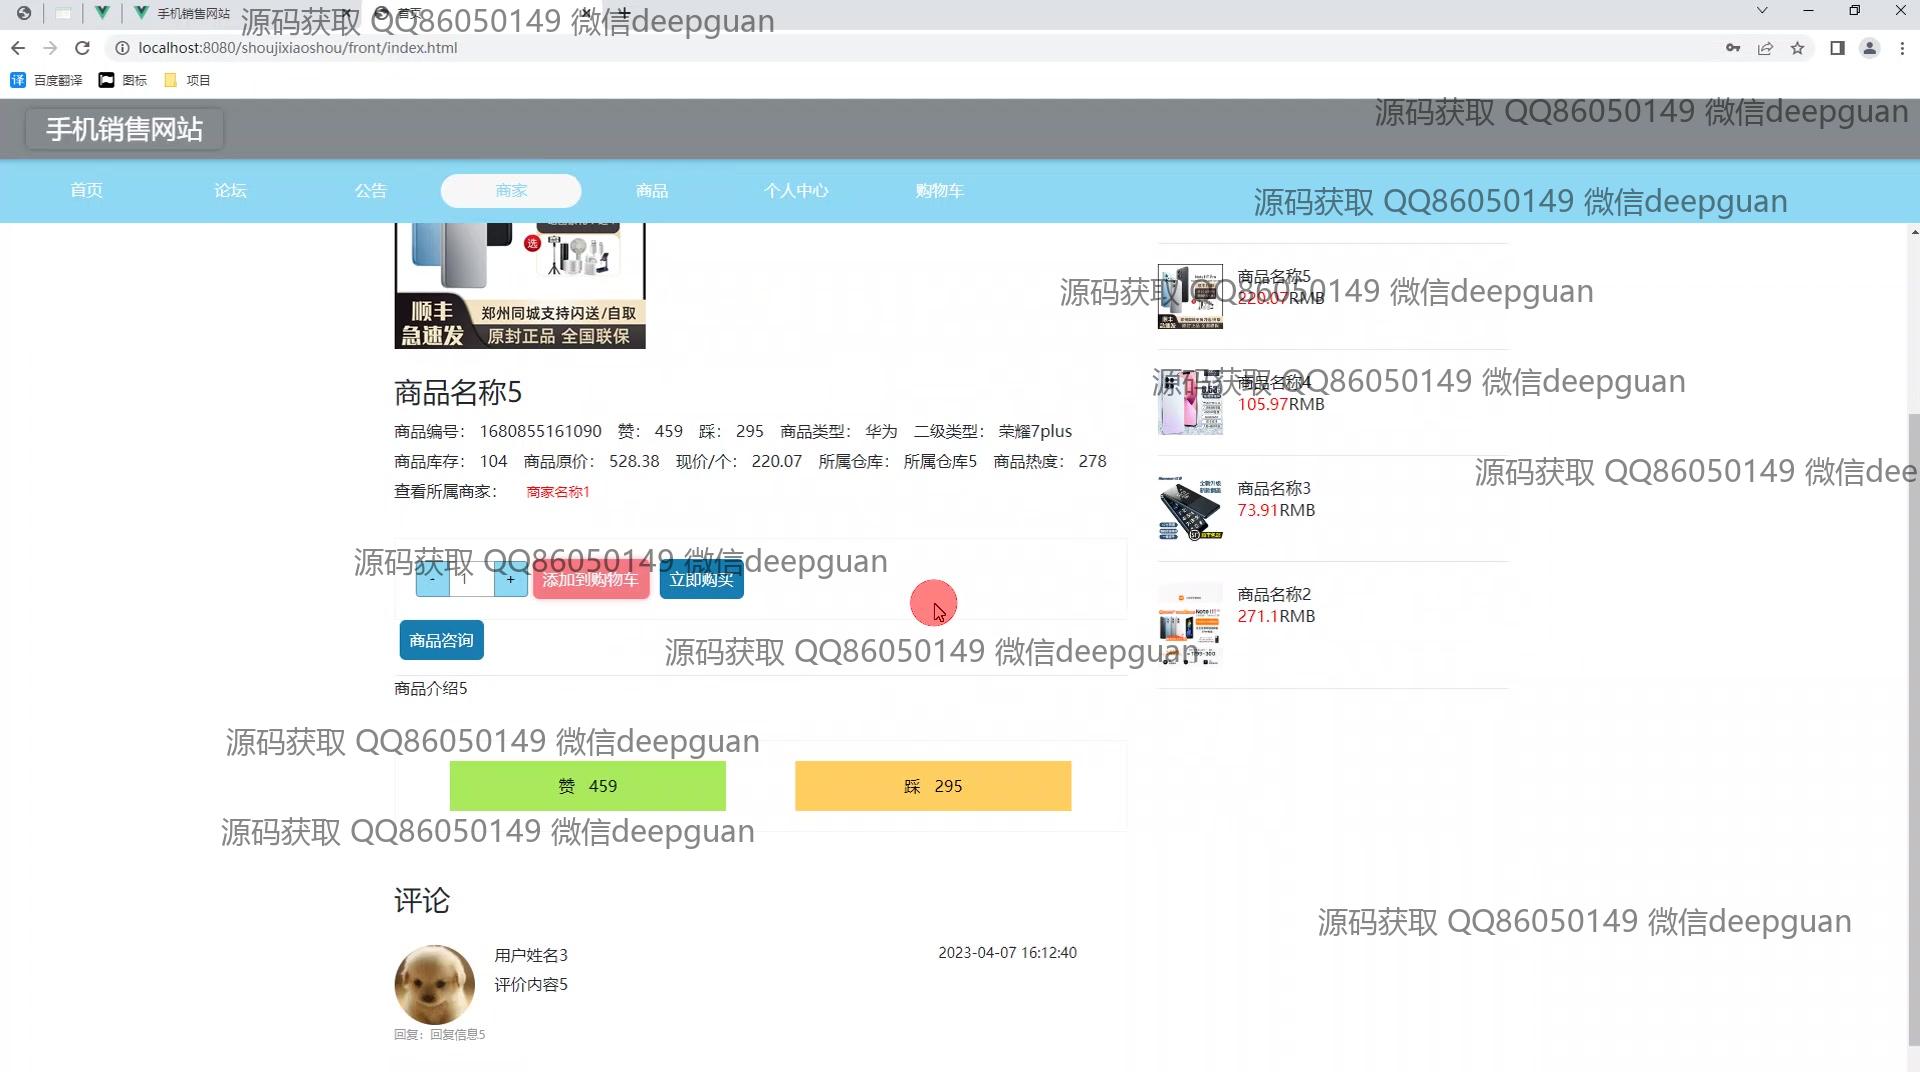 手机销售网站
首页
源码获取 QQ86050149 微信deepguan
localhost:8080/shoujixiaoshou/front/index.html
译 百度翻译 图标 项目
手机销售网站
源码获取 QQ86050149 微信deepguan
首页 论坛 公告 商家 商品 个人中心 购物车
源码获取 QQ86050149 微信deepguan
选
顺丰
急速发
郑州同城支持闪送/自取
原封正品 全国联保
商品名称5
220.07RMB
源码获取 QQ86050149 微信deepguan
商品名称4
105.97RMB
源码获取 QQ86050149 微信deepguan
商品名称5
商品编号: 1680855161090 赞: 459 踩: 295 商品类型: 华为 二级类型: 荣耀7plus
商品库存: 104 商品原价: 528.38 现价/个: 220.07 所属仓库: 所属仓库5 商品热度: 278
查看所属商家: 商家名称1
源码获取 QQ86050149 微信deepguan
商品名称3
73.91RMB
源码获取 QQ86050149 微信deepguan
- 1 + 添加到购物车 立即购买
商品名称2
271.1RMB
商品咨询
源码获取 QQ86050149 微信deepguan
商品介绍5
源码获取 QQ86050149 微信deepguan
赞 459
踩 295
源码获取 QQ86050149 微信deepguan
评论
源码获取 QQ86050149 微信deepguan
用户姓名3
2023-04-07 16:12:40
评价内容5
回复: 回复信息5